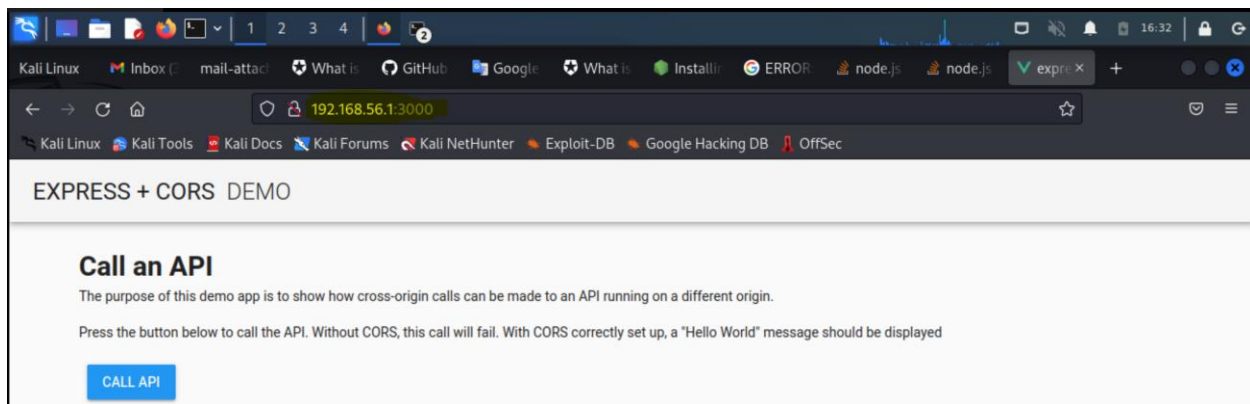 1 2 3 4 2 16:32
Kali Linux Inbox ( mail-attac What is GitHub Google What is Installin ERROR node.js node.js expre × +
192.168.56.1:3000
Kali Linux Kali Tools Kali Docs Kali Forums Kali NetHunter Exploit-DB Google Hacking DB OffSec
EXPRESS + CORS DEMO
Call an API
The purpose of this demo app is to show how cross-origin calls can be made to an API running on a different origin.
Press the button below to call the API. Without CORS, this call will fail. With CORS correctly set up, a "Hello World" message should be displayed
CALL API